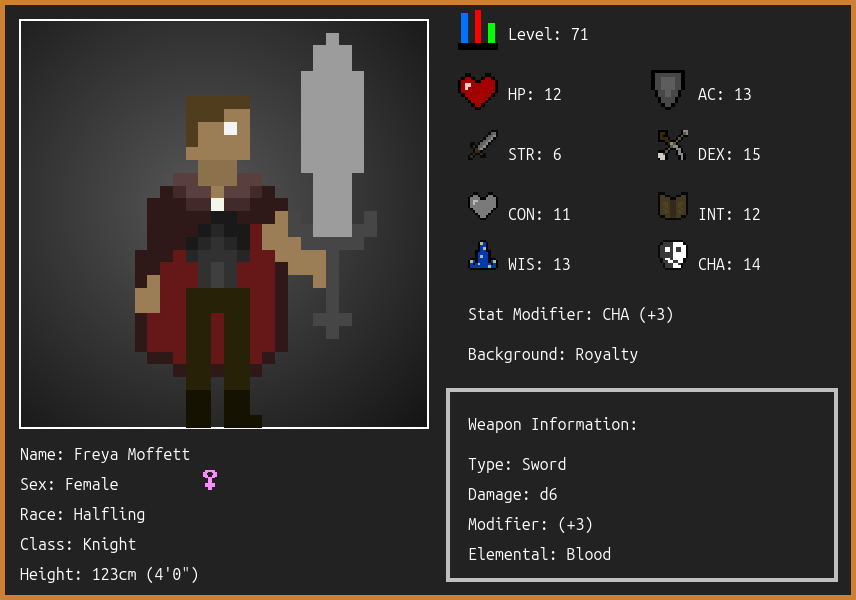 Level: 71
HP: 12
AC: 13
STR: 6
DEX: 15
CON: 11
INT: 12
WIS: 13
CHA: 14
Stat Modifier: CHA (+3)
Background: Royalty
Weapon Information:
Type: Sword
Damage: d6
Modifier: (+3)
Elemental: Blood
Name: Freya Moffett
Sex: Female
Race: Halfling
Class: Knight
Height: 123cm (4'0")